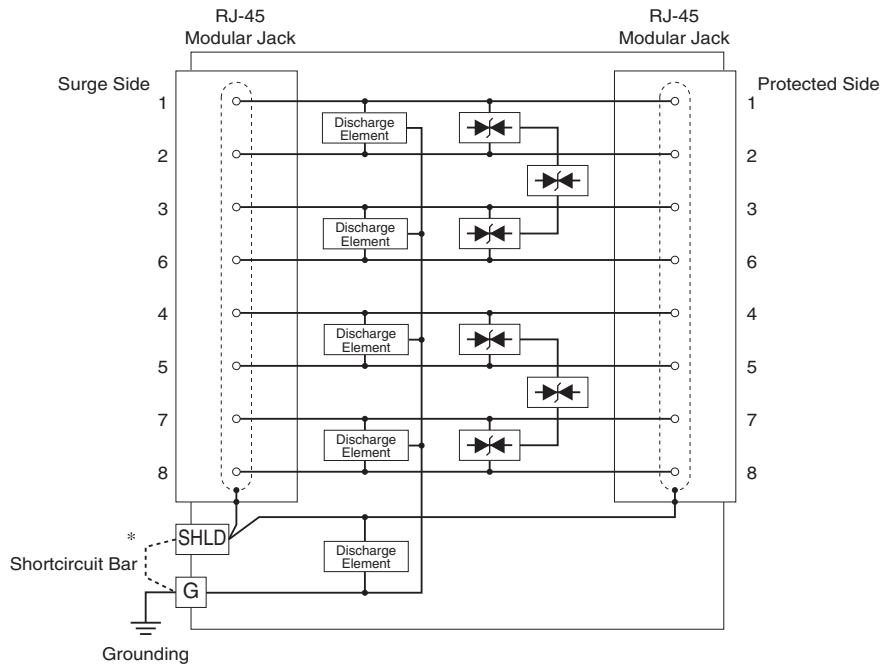 RJ-45
Modular Jack
RJ-45
Modular Jack
Surge Side
Protected Side
1
Discharge
Element
1
2
2
3
Discharge
Element
3
6
6
4
Discharge
Element
4
5
5
7
Discharge
Element
7
8
8
*
SHLD
Shortcircuit Bar
Discharge
Element
G
Grounding